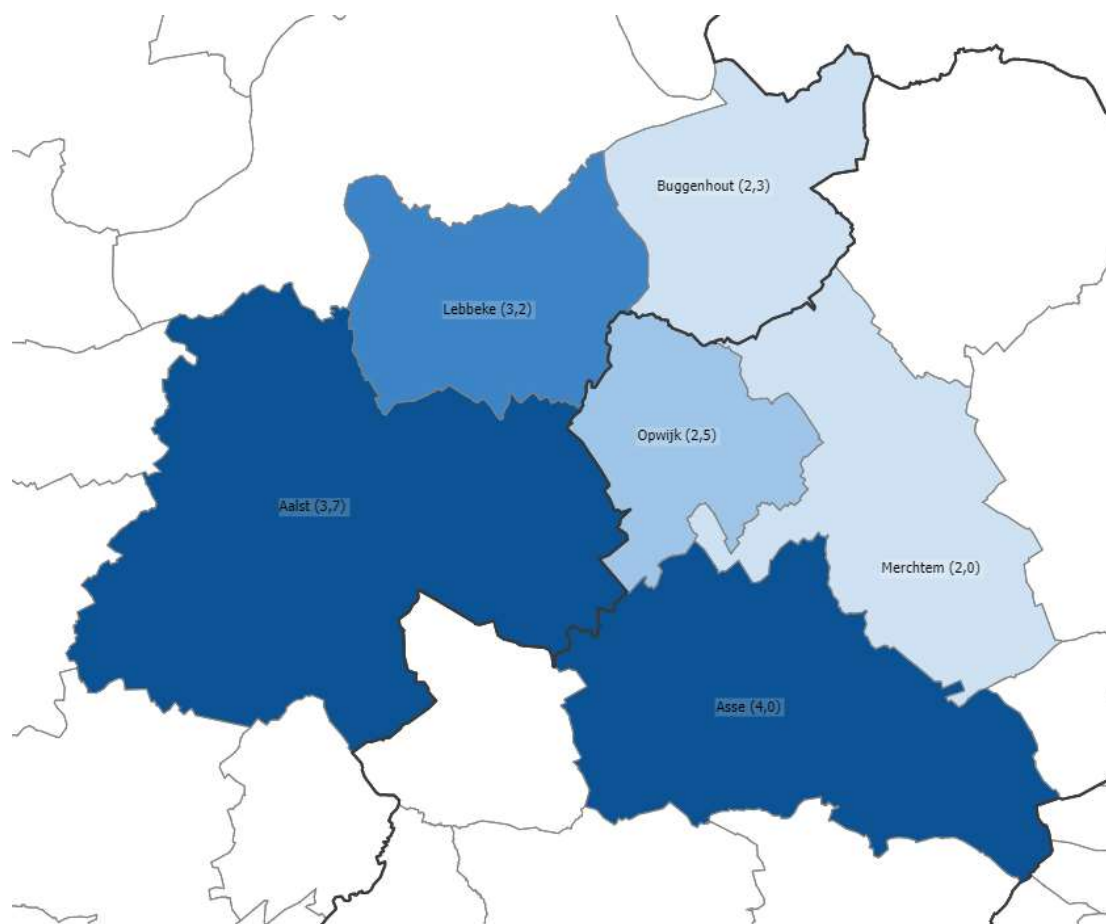 Buggenhout (2,3)
Lebbeke (3,2)
Opwijk (2,5)
Aalst (3,7)
Merchtem (2,0)
Asse (4,0)